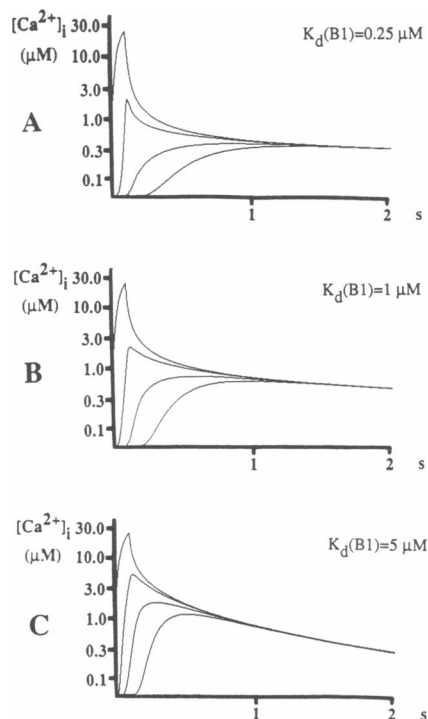 [Ca2+]i 30.0
(μM) 10.0
Kd(B1)=0.25 μM
3.0
A
1.0
0.3
0.1
1 2 s
[Ca2+]i 30.0
(μM) 10.0
Kd(B1)=1 μM
3.0
B
1.0
0.3
0.1
1 2 s
[Ca2+]i 30.0
(μM) 10.0
Kd(B1)=5 μM
3.0
C
1.0
0.3
0.1
1 2 s